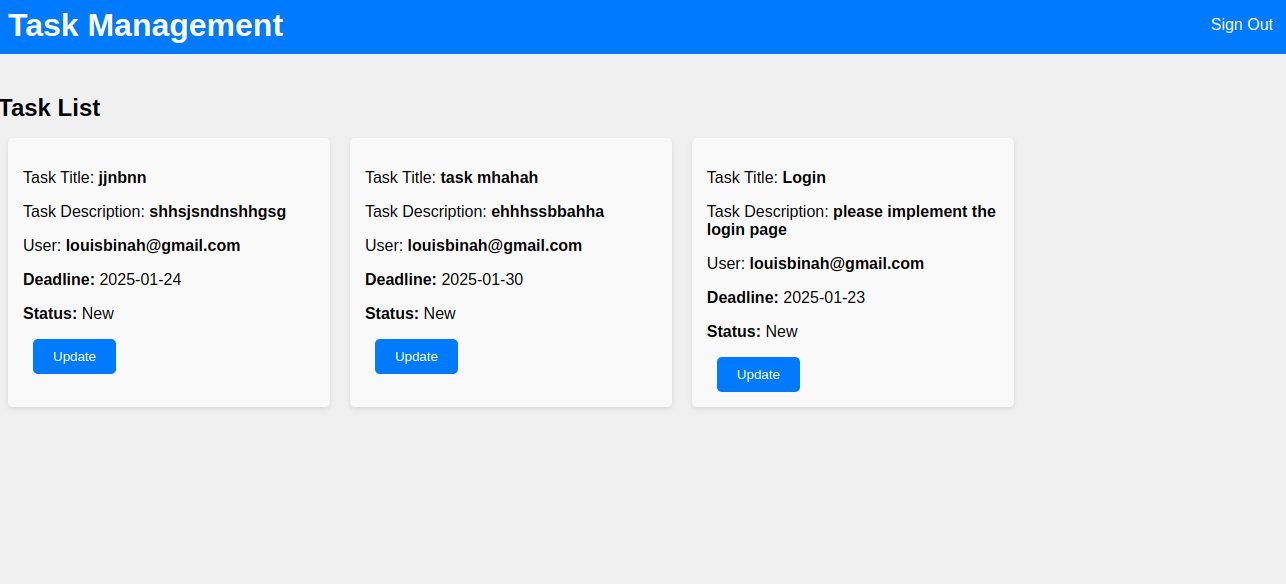 Task Management
Sign Out
Task List
Task Title: jjnbnn
Task Description: shhsjsndnshhgsg
User: louisbinah@gmail.com
Deadline: 2025-01-24
Status: New
Update
Task Title: task mhahah
Task Description: ehhhssbbahha
User: louisbinah@gmail.com
Deadline: 2025-01-30
Status: New
Update
Task Title: Login
Task Description: please implement the
login page
User: louisbinah@gmail.com
Deadline: 2025-01-23
Status: New
Update